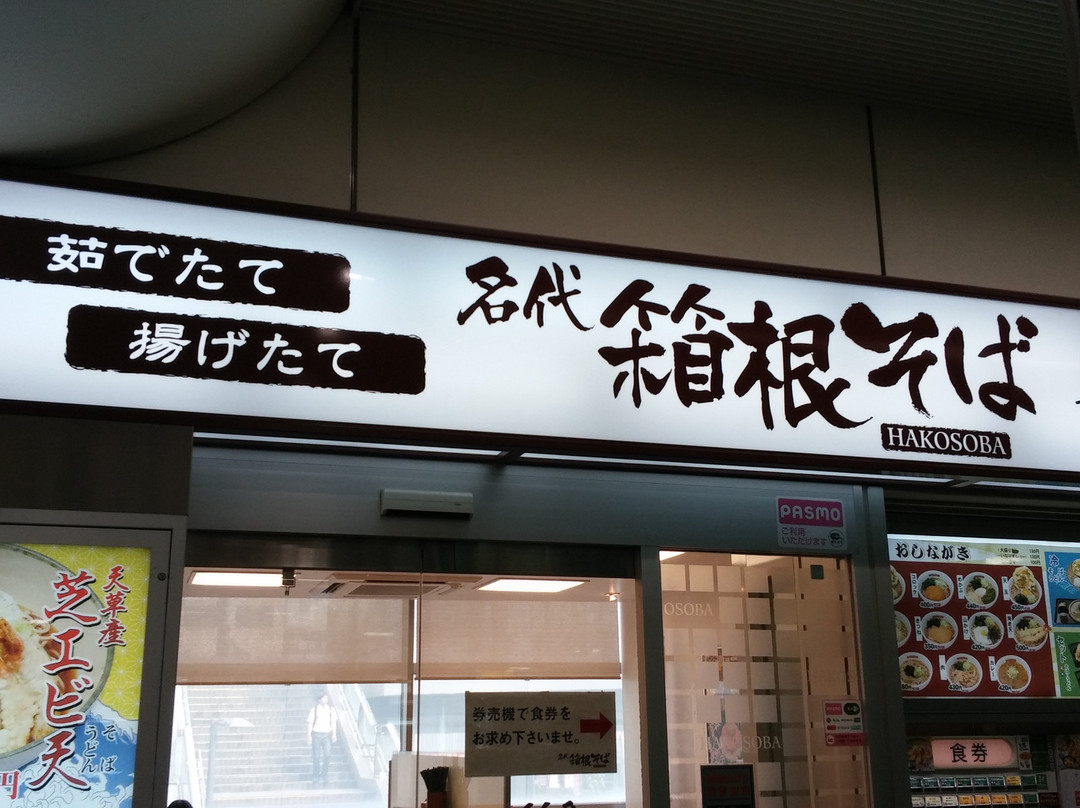 茹でたて
揚げたて
名代 箱根そば
HAKOSOBA
PASMO
ご利用
いただけます
おしながき
天草産
芝エビ天
そば
うどん
円
OSOBA
券売機で食券を
お求め下さいませ。
箱根そば
HAKOSOBA
食券